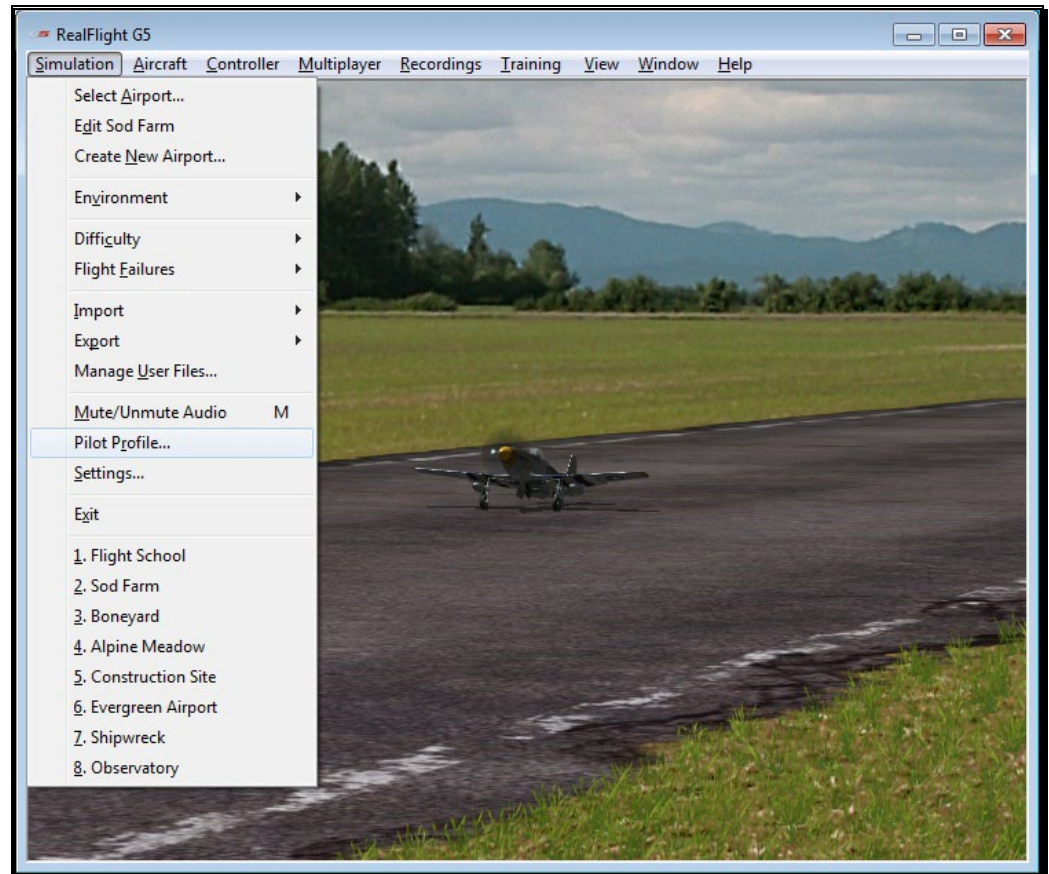 RealFlight G5
Simulation Aircraft Controller Multiplayer Recordings Training View Window Help
Select Airport...
Edit Sod Farm
Create New Airport...
Environment
Difficulty
Flight Failures
Import
Export
Manage User Files...
Mute/Unmute Audio M
Pilot Profile...
Settings...
Exit
1. Flight School
2. Sod Farm
3. Boneyard
4. Alpine Meadow
5. Construction Site
6. Evergreen Airport
7. Shipwreck
8. Observatory